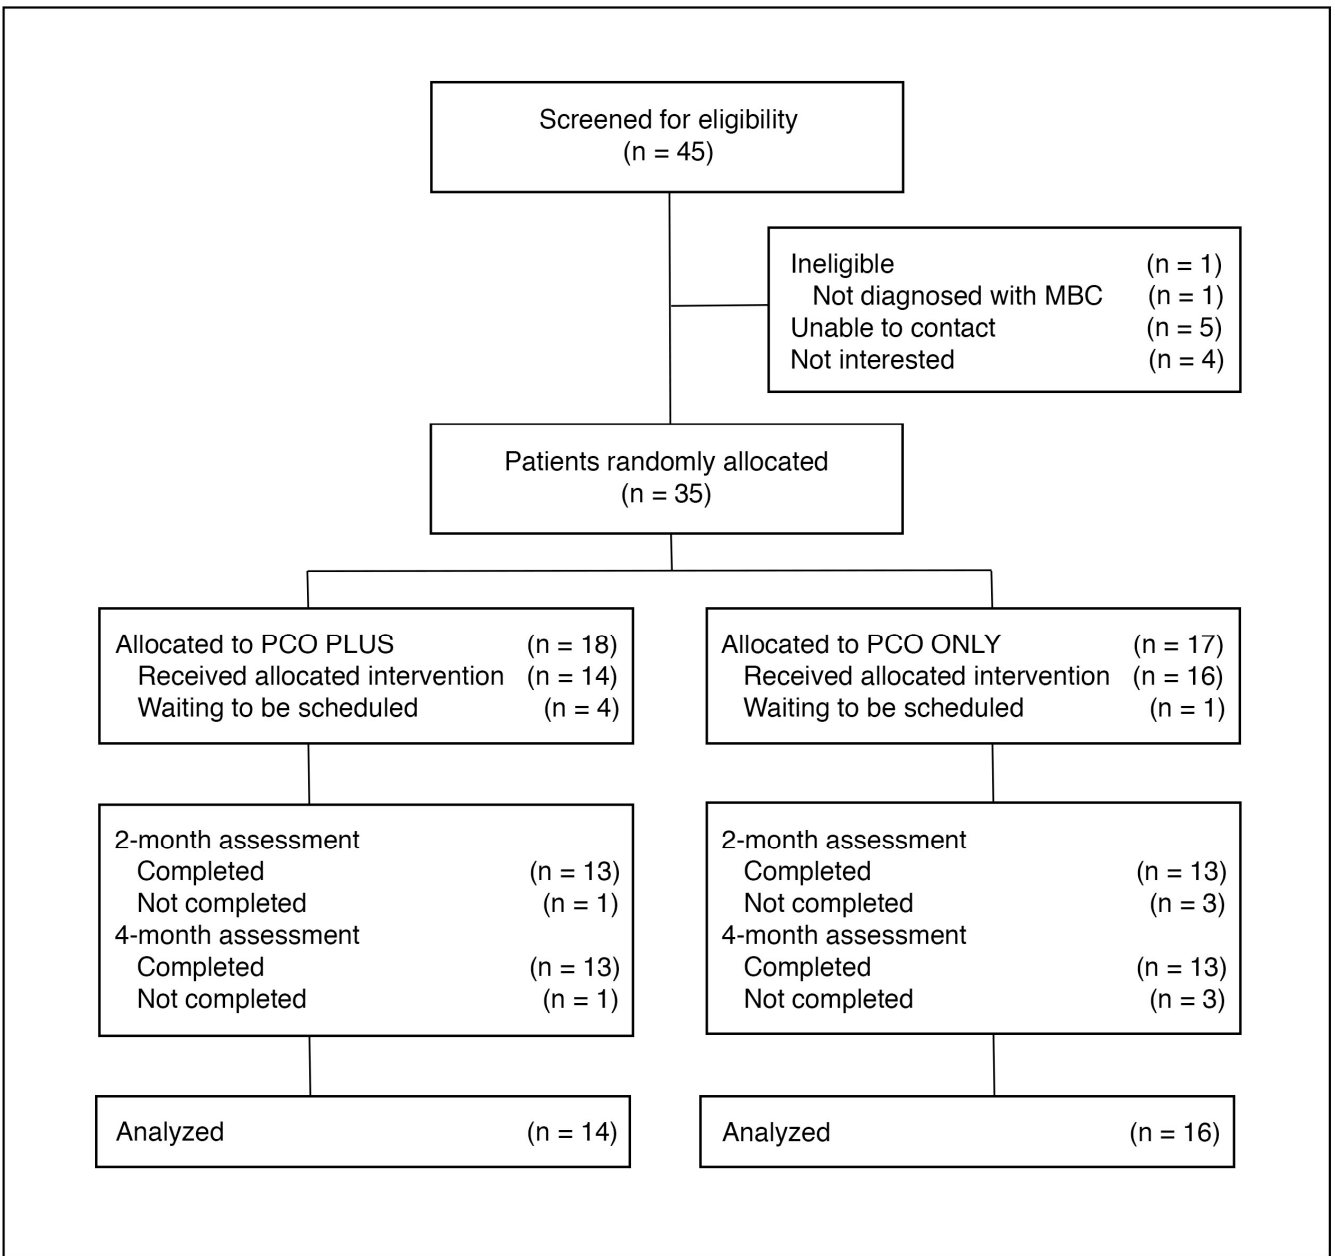 Screened for eligibility
(n = 45)
Ineligible (n = 1)
Not diagnosed with MBC (n = 1)
Unable to contact (n = 5)
Not interested (n = 4)
Patients randomly allocated
(n = 35)
Allocated to PCO PLUS (n = 18)
Received allocated intervention (n = 14)
Waiting to be scheduled (n = 4)
Allocated to PCO ONLY (n = 17)
Received allocated intervention (n = 16)
Waiting to be scheduled (n = 1)
2-month assessment
Completed (n = 13)
Not completed (n = 1)
4-month assessment
Completed (n = 13)
Not completed (n = 1)
2-month assessment
Completed (n = 13)
Not completed (n = 3)
4-month assessment
Completed (n = 13)
Not completed (n = 3)
Analyzed (n = 14)
Analyzed (n = 16)